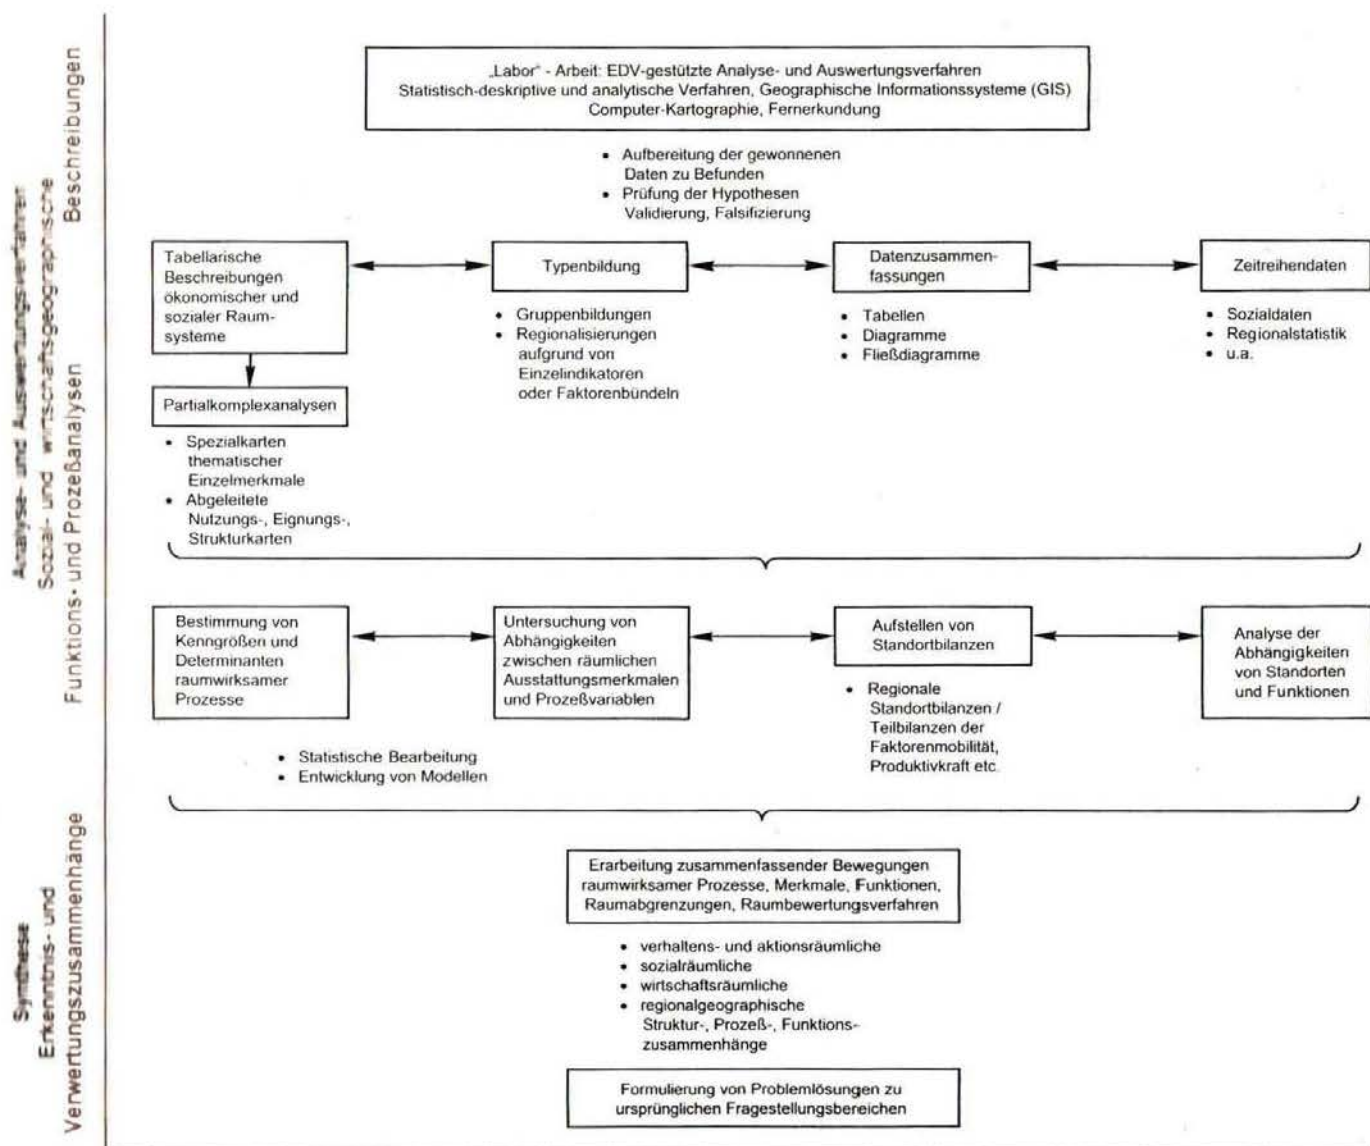 Analyse- und Auswertungsverfahren
Sozial- und wirtschaftsgeographische
Beschreibungen
Funktions- und Prozeßanalysen
„Labor“ - Arbeit: EDV-gestützte Analyse- und Auswertungsverfahren
Statistisch-deskriptive und analytische Verfahren, Geographische Informationssysteme (GIS)
Computer-Kartographie, Fernerkundung
• Aufbereitung der gewonnenen
Daten zu Befunden
• Prüfung der Hypothesen
Validierung, Falsifizierung
Tabellarische
Beschreibungen
ökonomischer und
sozialer Raum-
systeme
Typenbildung
• Gruppenbildungen
• Regionalisierungen
aufgrund von
Einzelindikatoren
oder Faktorenbündeln
Datenzusammen-
fassungen
• Tabellen
• Diagramme
• Fließdiagramme
Zeitreihendaten
• Sozialdaten
• Regionalstatistik
• u.a.
Partialkomplexanalysen
• Spezialkarten
thematischer
Einzelmerkmale
• Abgeleitete
Nutzungs-, Eignungs-,
Strukturkarten
Bestimmung von
Kenngrößen und
Determinanten
raumwirksamer
Prozesse
Untersuchung von
Abhängigkeiten
zwischen räumlichen
Ausstattungsmerkmalen
und Prozeßvariablen
• Statistische Bearbeitung
• Entwicklung von Modellen
Aufstellen von
Standortbilanzen
• Regionale
Standortbilanzen /
Teilbilanzen der
Faktorenmobilität,
Produktivkraft etc.
Analyse der
Abhängigkeiten
von Standorten
und Funktionen
Synthese
Erkenntnis- und
Verwertungszusammenhänge
Erarbeitung zusammenfassender Bewegungen
raumwirksamer Prozesse, Merkmale, Funktionen,
Raumabgrenzungen, Raumbewertungsverfahren
• verhaltens- und aktionsräumliche
• sozialräumliche
• wirtschaftsräumliche
• regionalgeographische
Struktur-, Prozeß-, Funktions-
zusammenhänge
Formulierung von Problemlösungen zu
ursprünglichen Fragestellungsbereichen